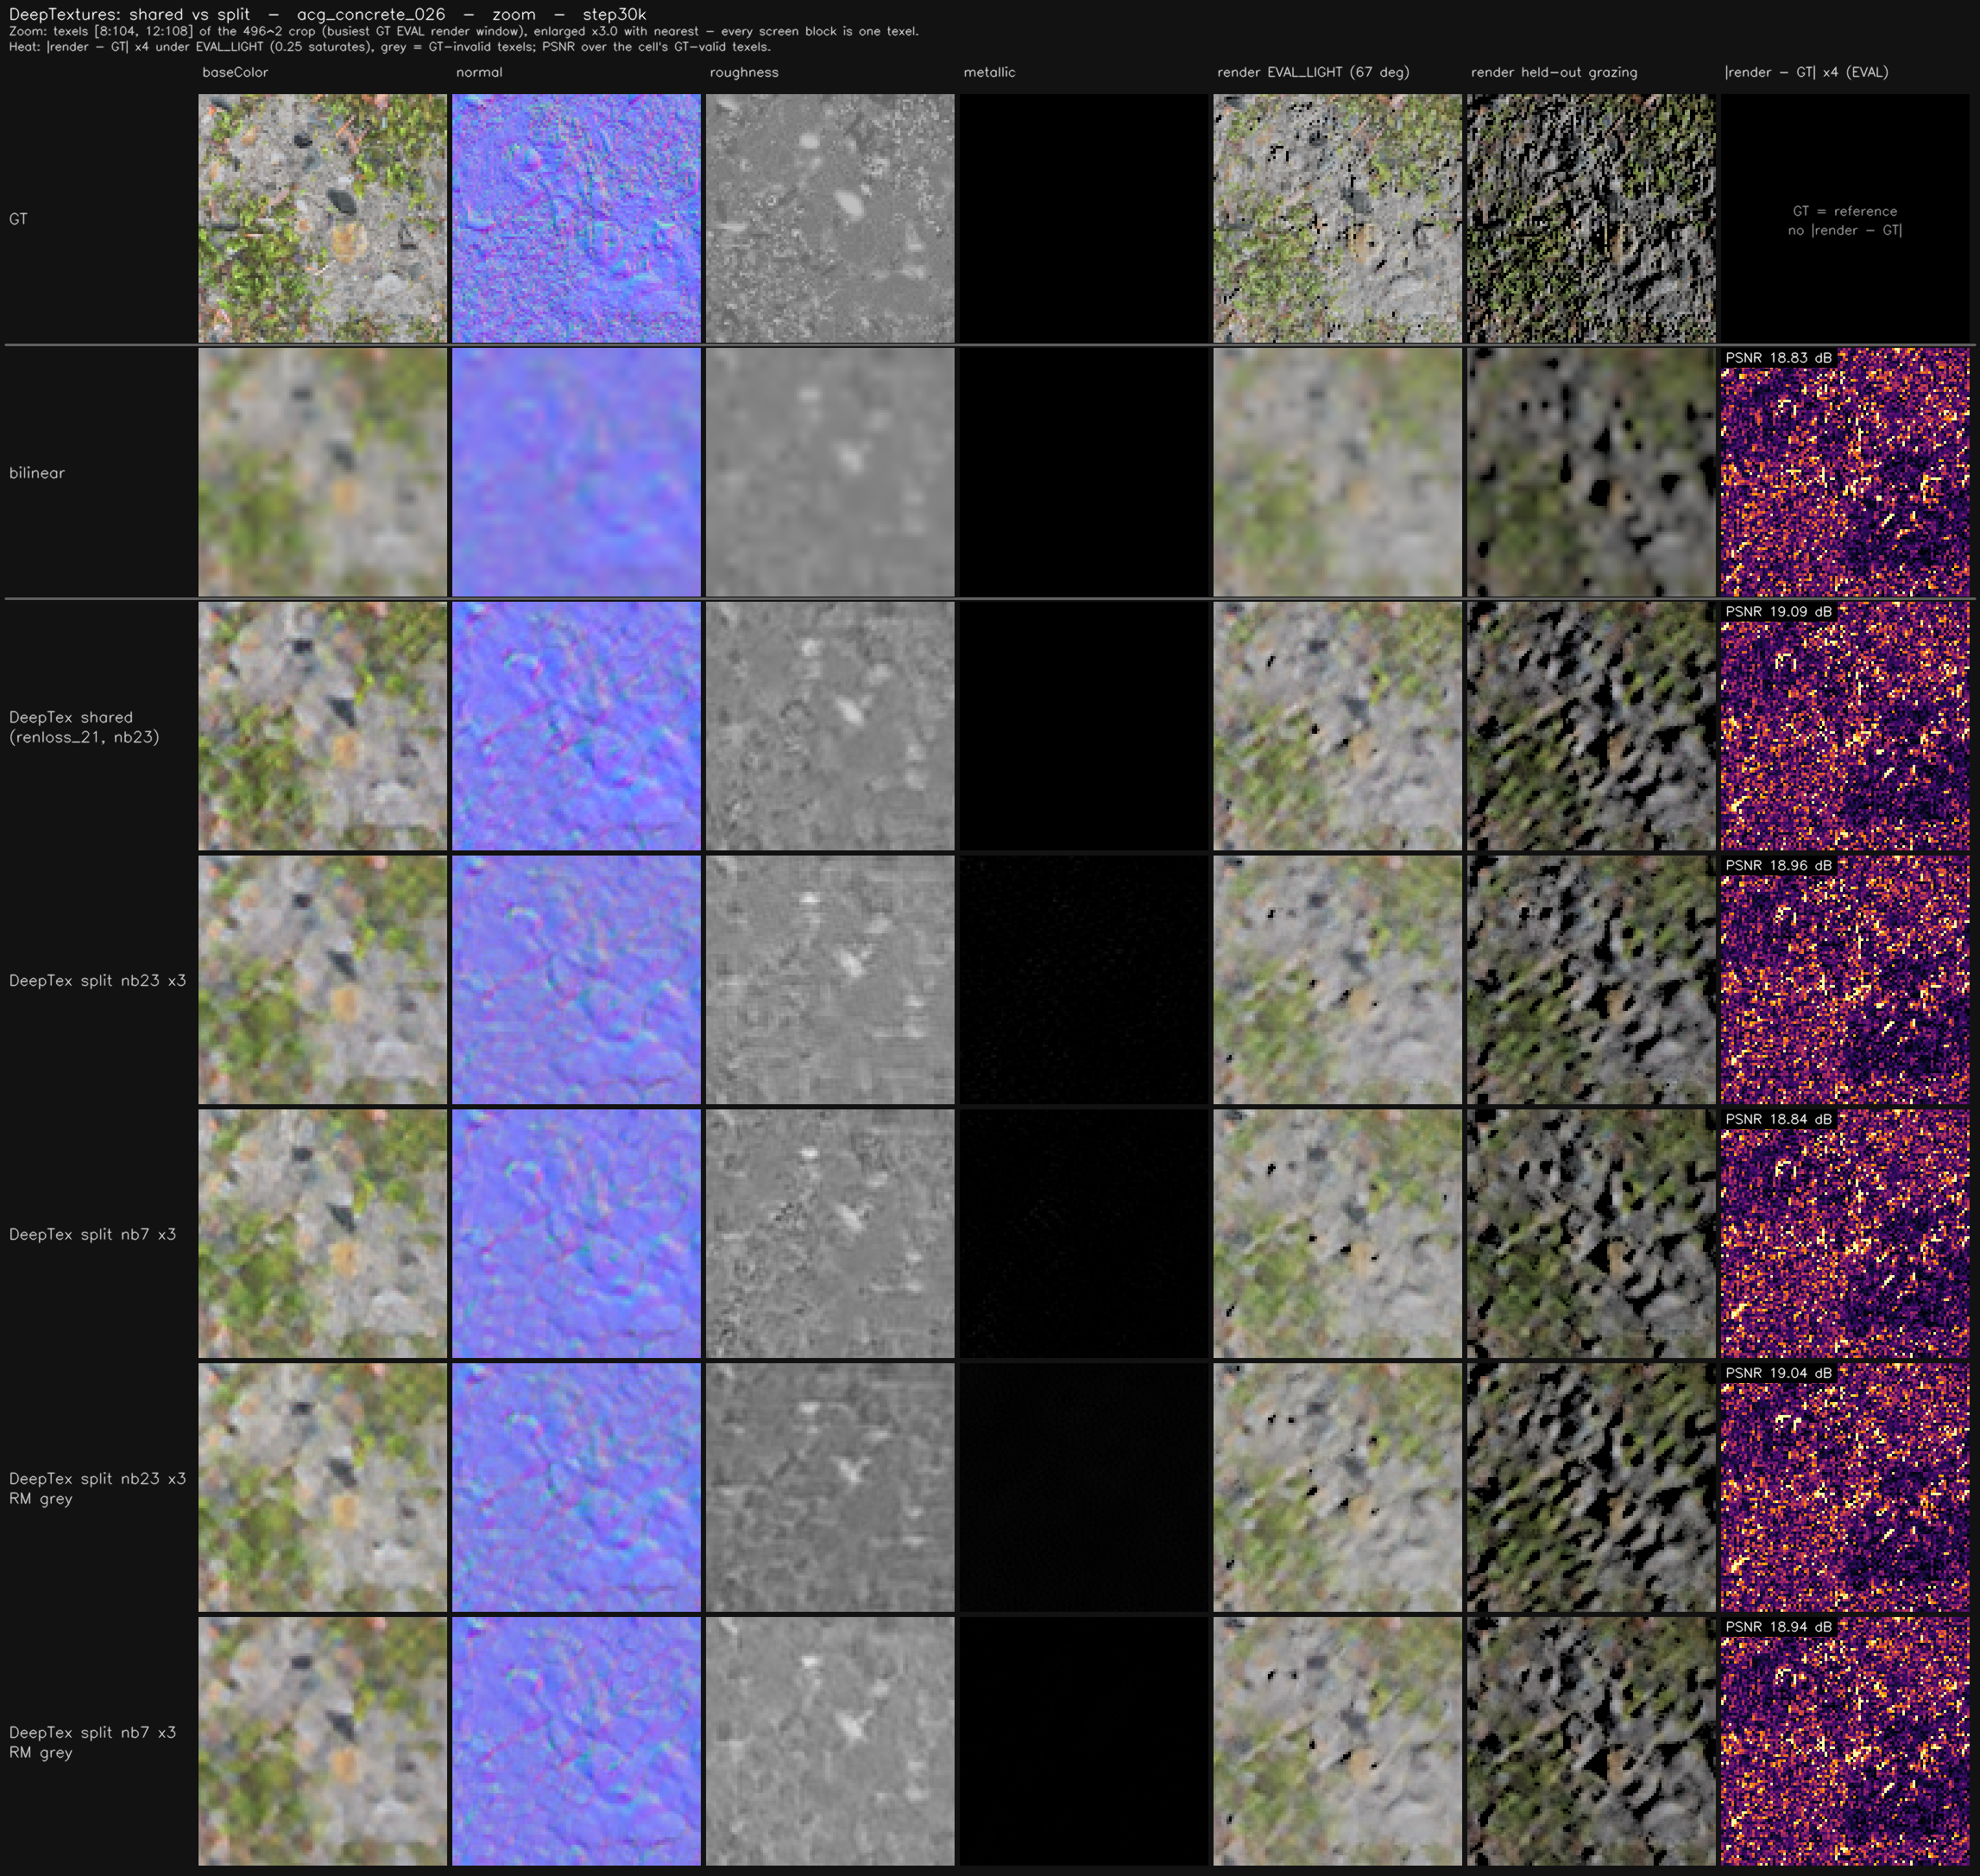 DeepTextures: shared vs split — acg_concrete_026 — zoom — step30k
Zoom: texels [8:104, 12:108] of the 496^2 crop (busiest GT EVAL render window), enlarged x3.0 with nearest — every screen block is one texel.
Heat: |render − GT| x4 under EVAL_LIGHT (0.25 saturates), grey = GT-invalid texels; PSNR over the cell's GT-valid texels.
baseColor normal roughness metallic render EVAL_LIGHT (67 deg) render held-out grazing |render − GT| x4 (EVAL)
GT
GT = reference
no |render − GT|
bilinear
PSNR 18.83 dB
DeepTex shared
(renloss_21, nb23)
PSNR 19.09 dB
DeepTex split nb23 x3
PSNR 18.96 dB
DeepTex split nb7 x3
PSNR 18.84 dB
DeepTex split nb23 x3
RM grey
PSNR 19.04 dB
DeepTex split nb7 x3
RM grey
PSNR 18.94 dB